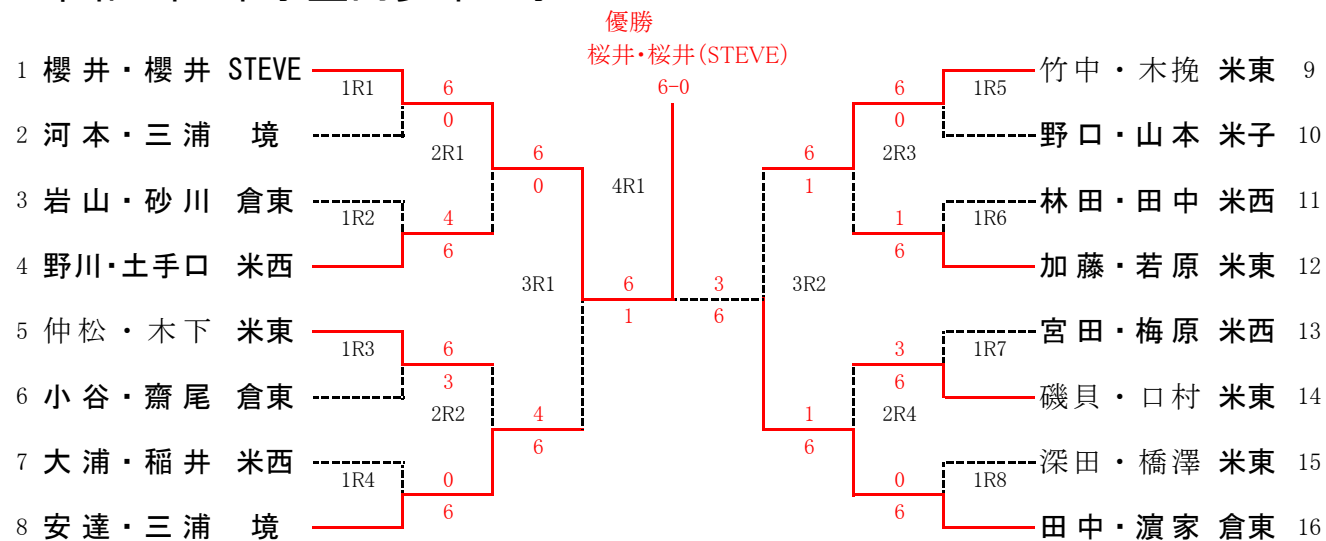 優勝
桜井・桜井(STEVE)
6-0
1 櫻井・櫻井 STEVE
1R1
6
0
2 河本・三浦 境
2R1
6
0
3 岩山・砂川 倉東
1R2
4
6
4 野川・土手口 米西
3R1
6
1
5 仲松・木下 米東
1R3
6
3
6 小谷・齋尾 倉東
2R2
4
6
7 大浦・稲井 米西
1R4
0
6
8 安達・三浦 境
4R1
竹中・木挽 米東 9
6
0
1R5
野口・山本 米子 10
6
1
2R3
林田・田中 米西 11
1
6
1R6
加藤・若原 米東 12
3
6
3R2
宮田・梅原 米西 13
3
6
1R7
磯貝・口村 米東 14
1
6
2R4
深田・橋澤 米東 15
0
6
1R8
田中・濵家 倉東 16